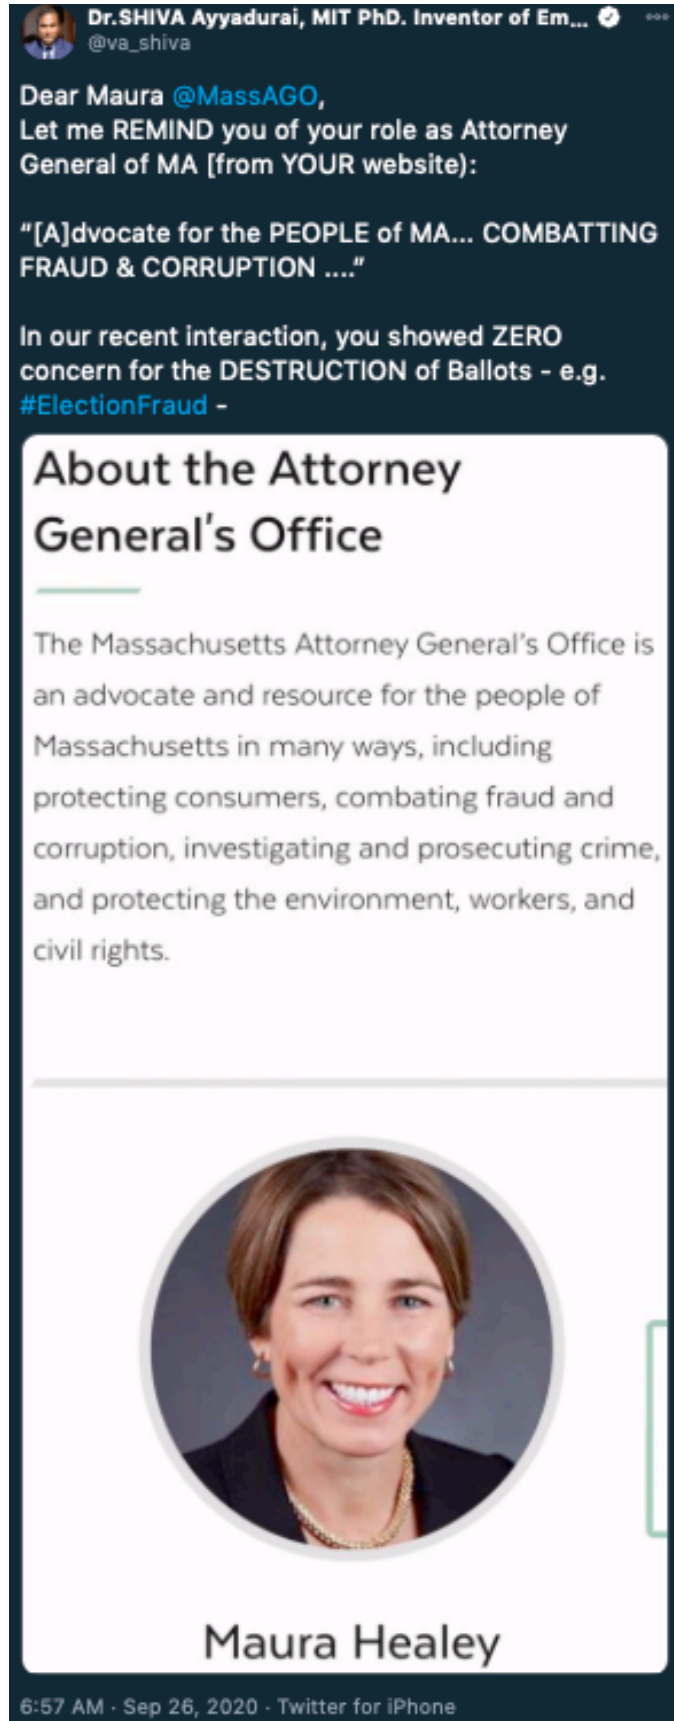 Dr.SHIVA Ayyadurai, MIT PhD. Inventor of Em...
@va_shiva
Dear Maura @MassAGO,
Let me REMIND you of your role as Attorney
General of MA [from YOUR website):
“[A]dvocate for the PEOPLE of MA... COMBATTING
FRAUD & CORRUPTION ....”
In our recent interaction, you showed ZERO
concern for the DESTRUCTION of Ballots - e.g.
#ElectionFraud -
About the Attorney
General's Office
The Massachusetts Attorney General's Office is
an advocate and resource for the people of
Massachusetts in many ways, including
protecting consumers, combating fraud and
corruption, investigating and prosecuting crime,
and protecting the environment, workers, and
civil rights.
Maura Healey
6:57 AM · Sep 26, 2020 · Twitter for iPhone